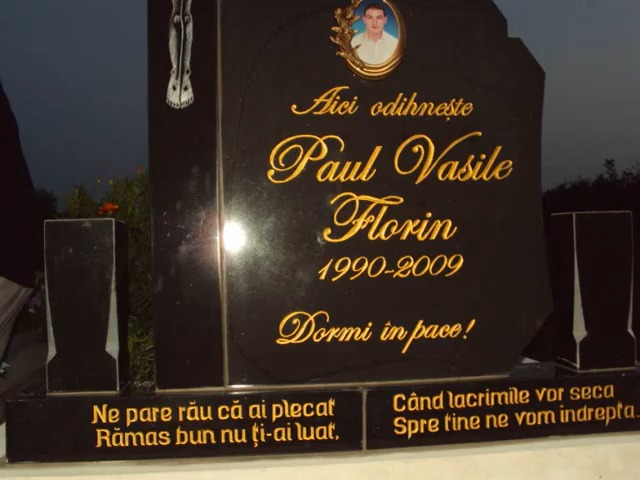 Aici odihnește
Paul Vasile
Florin
1990-2009
Dormi în pace!
Ne pare rău că ai plecat
Rămas bun nu ți-ai luat,
Când lacrimile vor seca
Spre tine ne vom indrepta